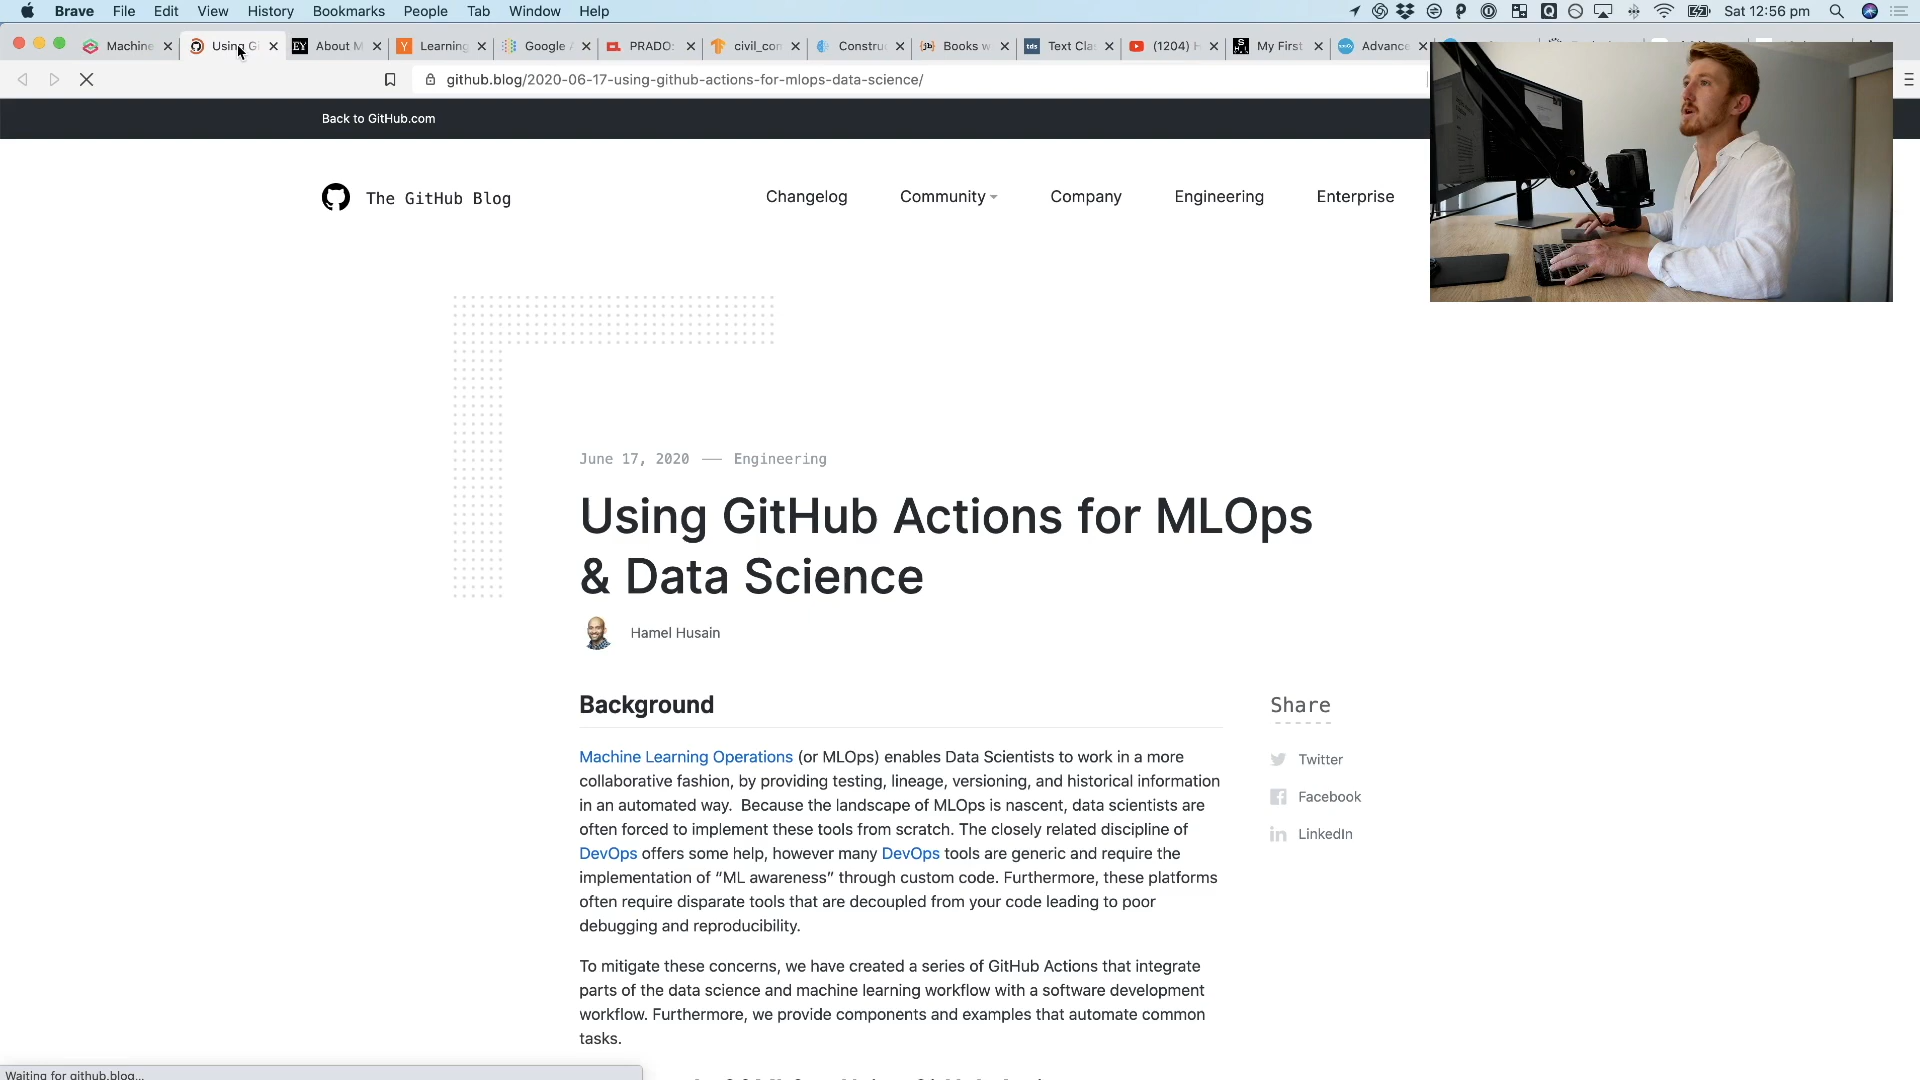 Brave File Edit View History Bookmarks People Tab Window Help Sat 12:56 pm
Machine Using Gi EY About M Y Learning Google PRADO: civil_con Constru Books w tds Text Cla (1204) My First Advance
github.blog/2020-06-17-using-github-actions-for-mlops-data-science/
Back to GitHub.com
The GitHub Blog
Changelog Community Company Engineering Enterprise
June 17, 2020 — Engineering
Using GitHub Actions for MLOps
& Data Science
Hamel Husain
Background
Machine Learning Operations (or MLOps) enables Data Scientists to work in a more
collaborative fashion, by providing testing, lineage, versioning, and historical information
in an automated way.  Because the landscape of MLOps is nascent, data scientists are
often forced to implement these tools from scratch. The closely related discipline of
DevOps offers some help, however many DevOps tools are generic and require the
implementation of “ML awareness” through custom code. Furthermore, these platforms
often require disparate tools that are decoupled from your code leading to poor
debugging and reproducibility.
To mitigate these concerns, we have created a series of GitHub Actions that integrate
parts of the data science and machine learning workflow with a software development
workflow. Furthermore, we provide components and examples that automate common
tasks.
Share
Twitter
Facebook
LinkedIn
Waiting for github.blog...